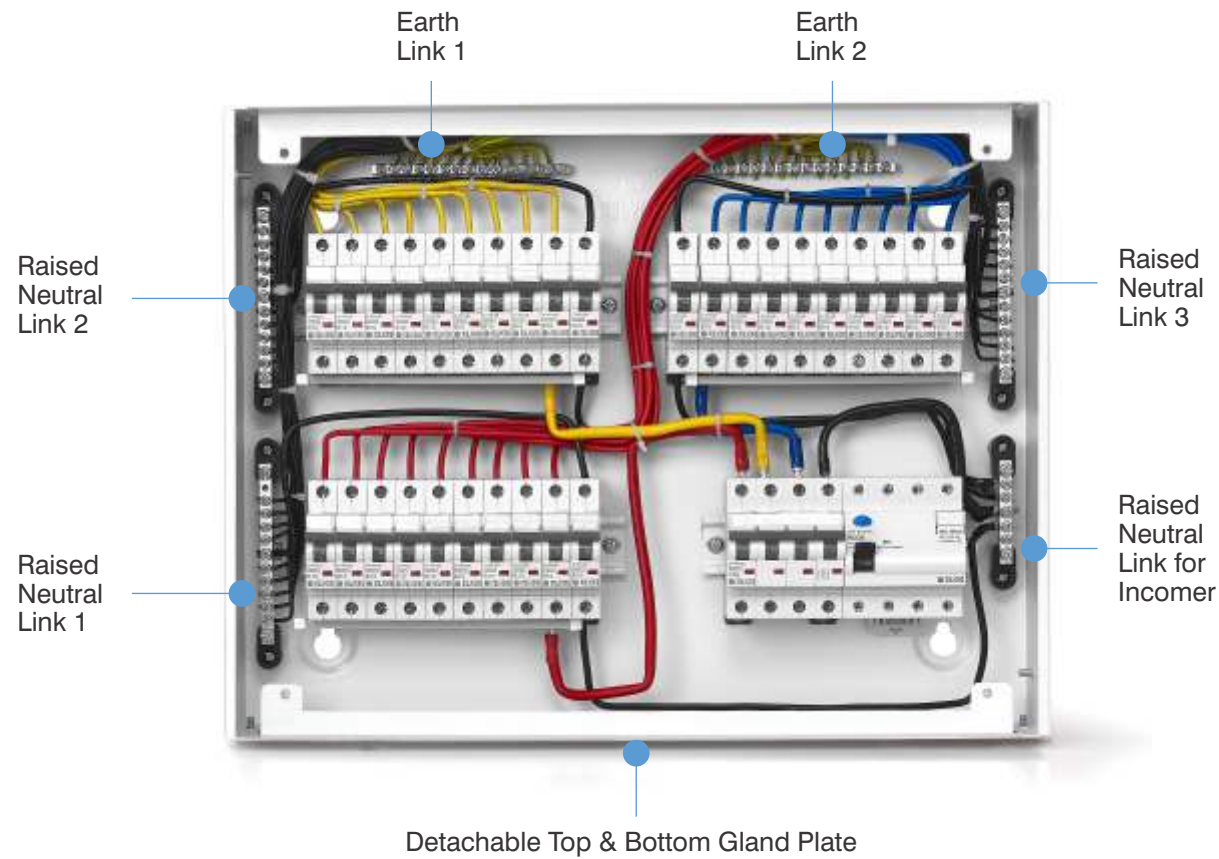 Earth
Link 1
Earth
Link 2
Raised
Neutral
Link 2
Raised
Neutral
Link 3
Raised
Neutral
Link 1
Raised
Neutral
Link for
Incomer
Detachable Top & Bottom Gland Plate